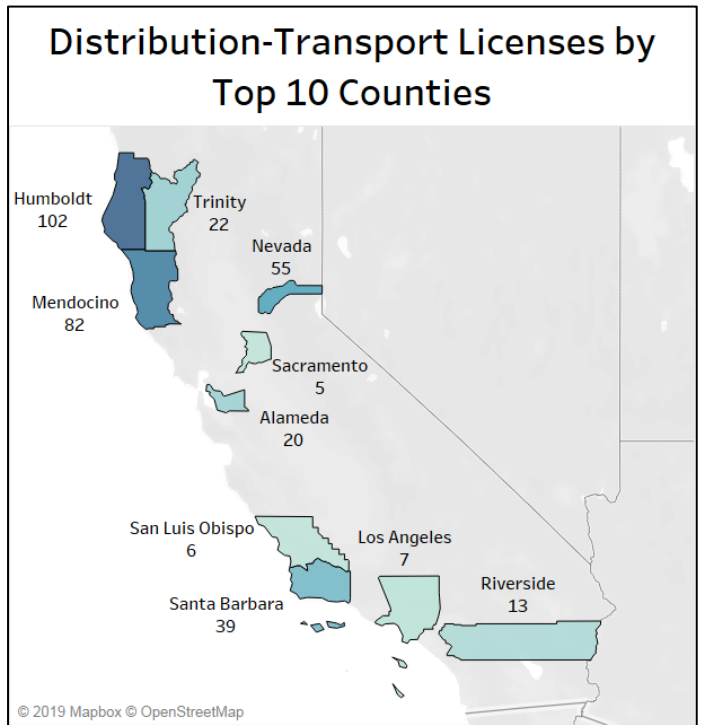 Distribution-Transport Licenses by
Top 10 Counties
Humboldt
102
Trinity
22
Nevada
55
Mendocino
82
Sacramento
5
Alameda
20
San Luis Obispo
6
Los Angeles
7
Riverside
13
Santa Barbara
39
© 2019 Mapbox © OpenStreetMap